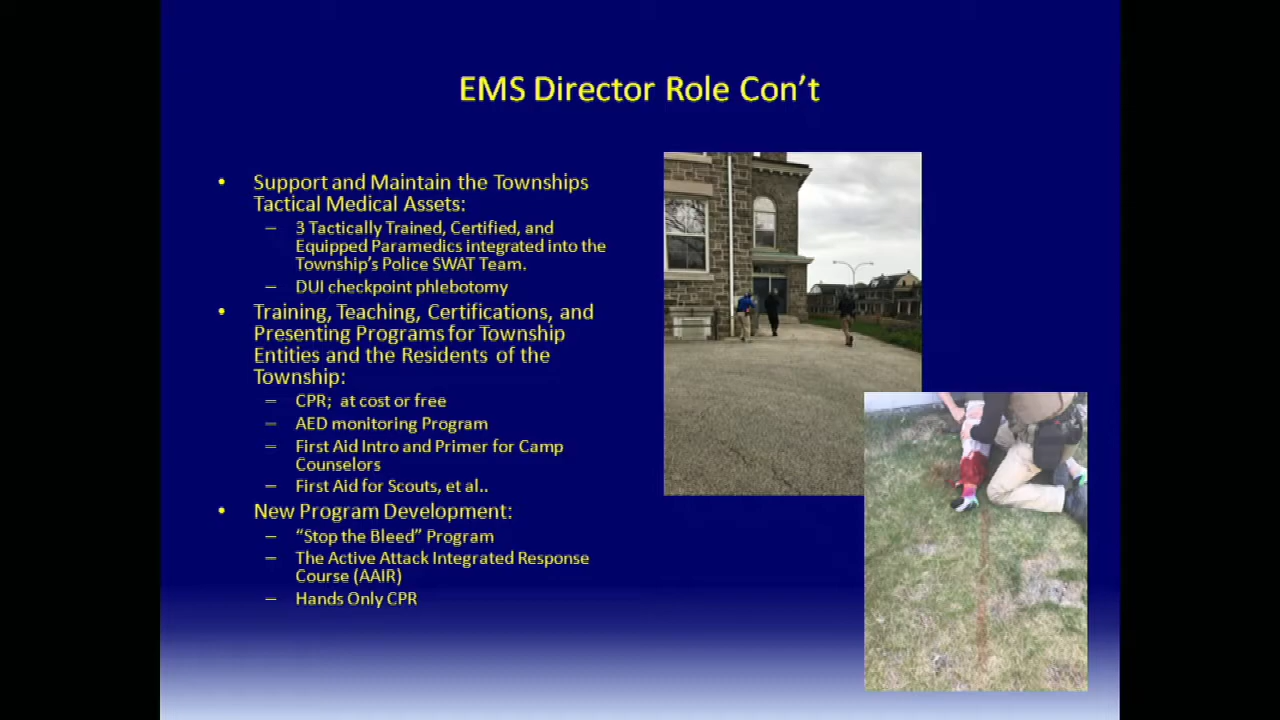 EMS Director Role Con't
• Support and Maintain the Townships
Tactical Medical Assets:
– 3 Tactically Trained, Certified, and
Equipped Paramedics integrated into the
Township's Police SWAT Team.
– DUI checkpoint phlebotomy
• Training, Teaching, Certifications, and
Presenting Programs for Township
Entities and the Residents of the
Township:
– CPR; at cost or free
– AED monitoring Program
– First Aid Intro and Primer for Camp
Counselors
– First Aid for Scouts, et al..
• New Program Development:
– “Stop the Bleed” Program
– The Active Attack Integrated Response
Course (AAIR)
– Hands Only CPR